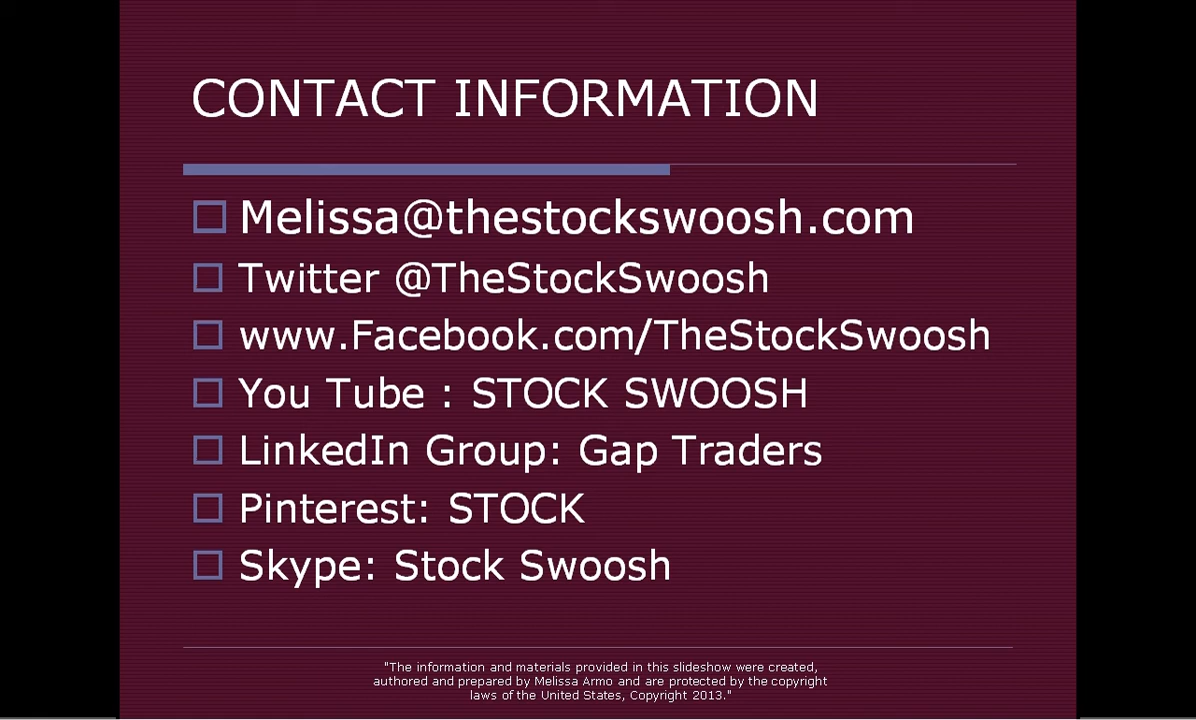 CONTACT INFORMATION
Melissa@thestockswoosh.com
Twitter @TheStockSwoosh
www.Facebook.com/TheStockSwoosh
You Tube : STOCK SWOOSH
LinkedIn Group: Gap Traders
Pinterest: STOCK
Skype: Stock Swoosh
"The information and materials provided in this slideshow were created,
authored and prepared by Melissa Armo and are protected by the copyright
laws of the United States, Copyright 2013."